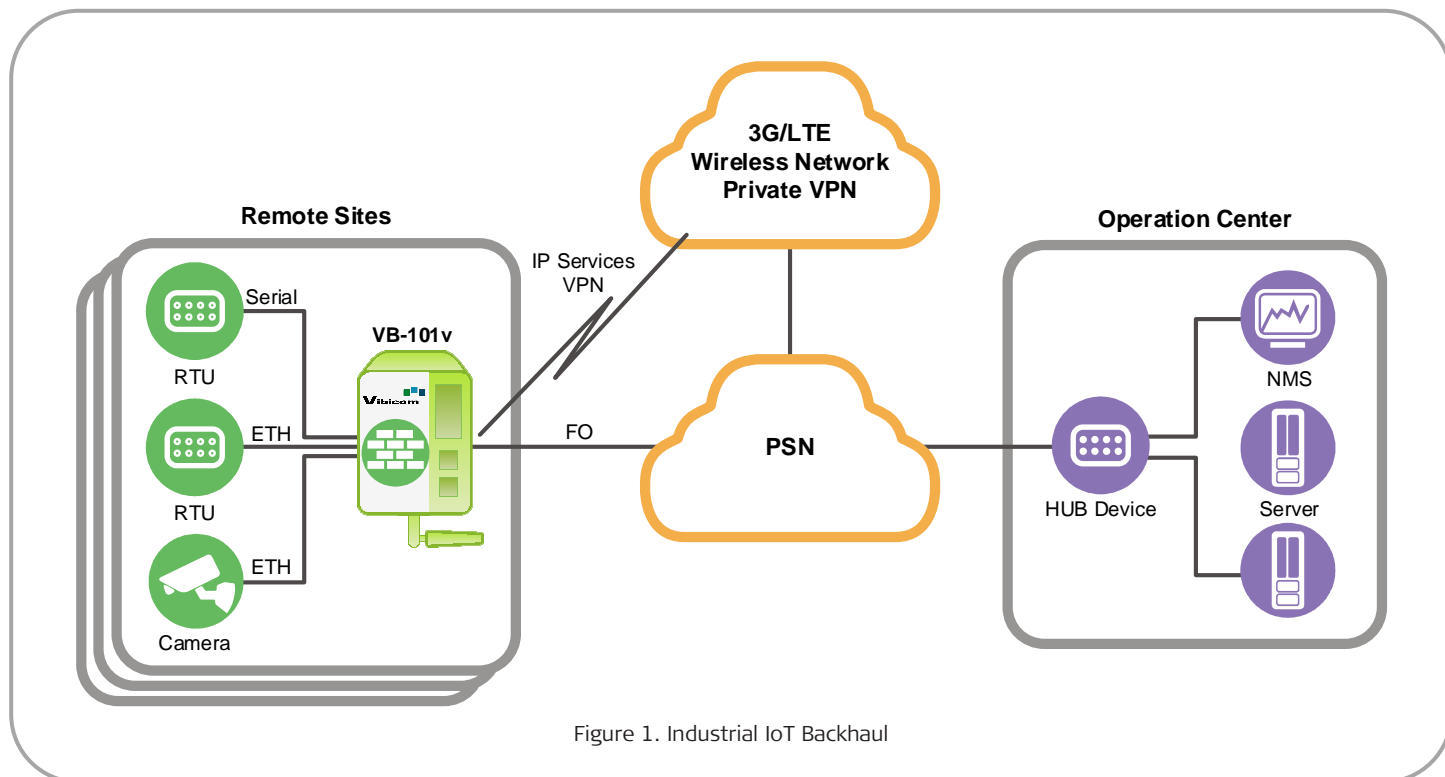 3G/LTE
Wireless Network
Private VPN
Remote Sites
Operation Center
IP Services
VPN
Serial
VB-101v
Vibicom
RTU
NMS
ETH
FO
PSN
RTU
HUB Device
Server
ETH
Camera
Figure 1. Industrial IoT Backhaul